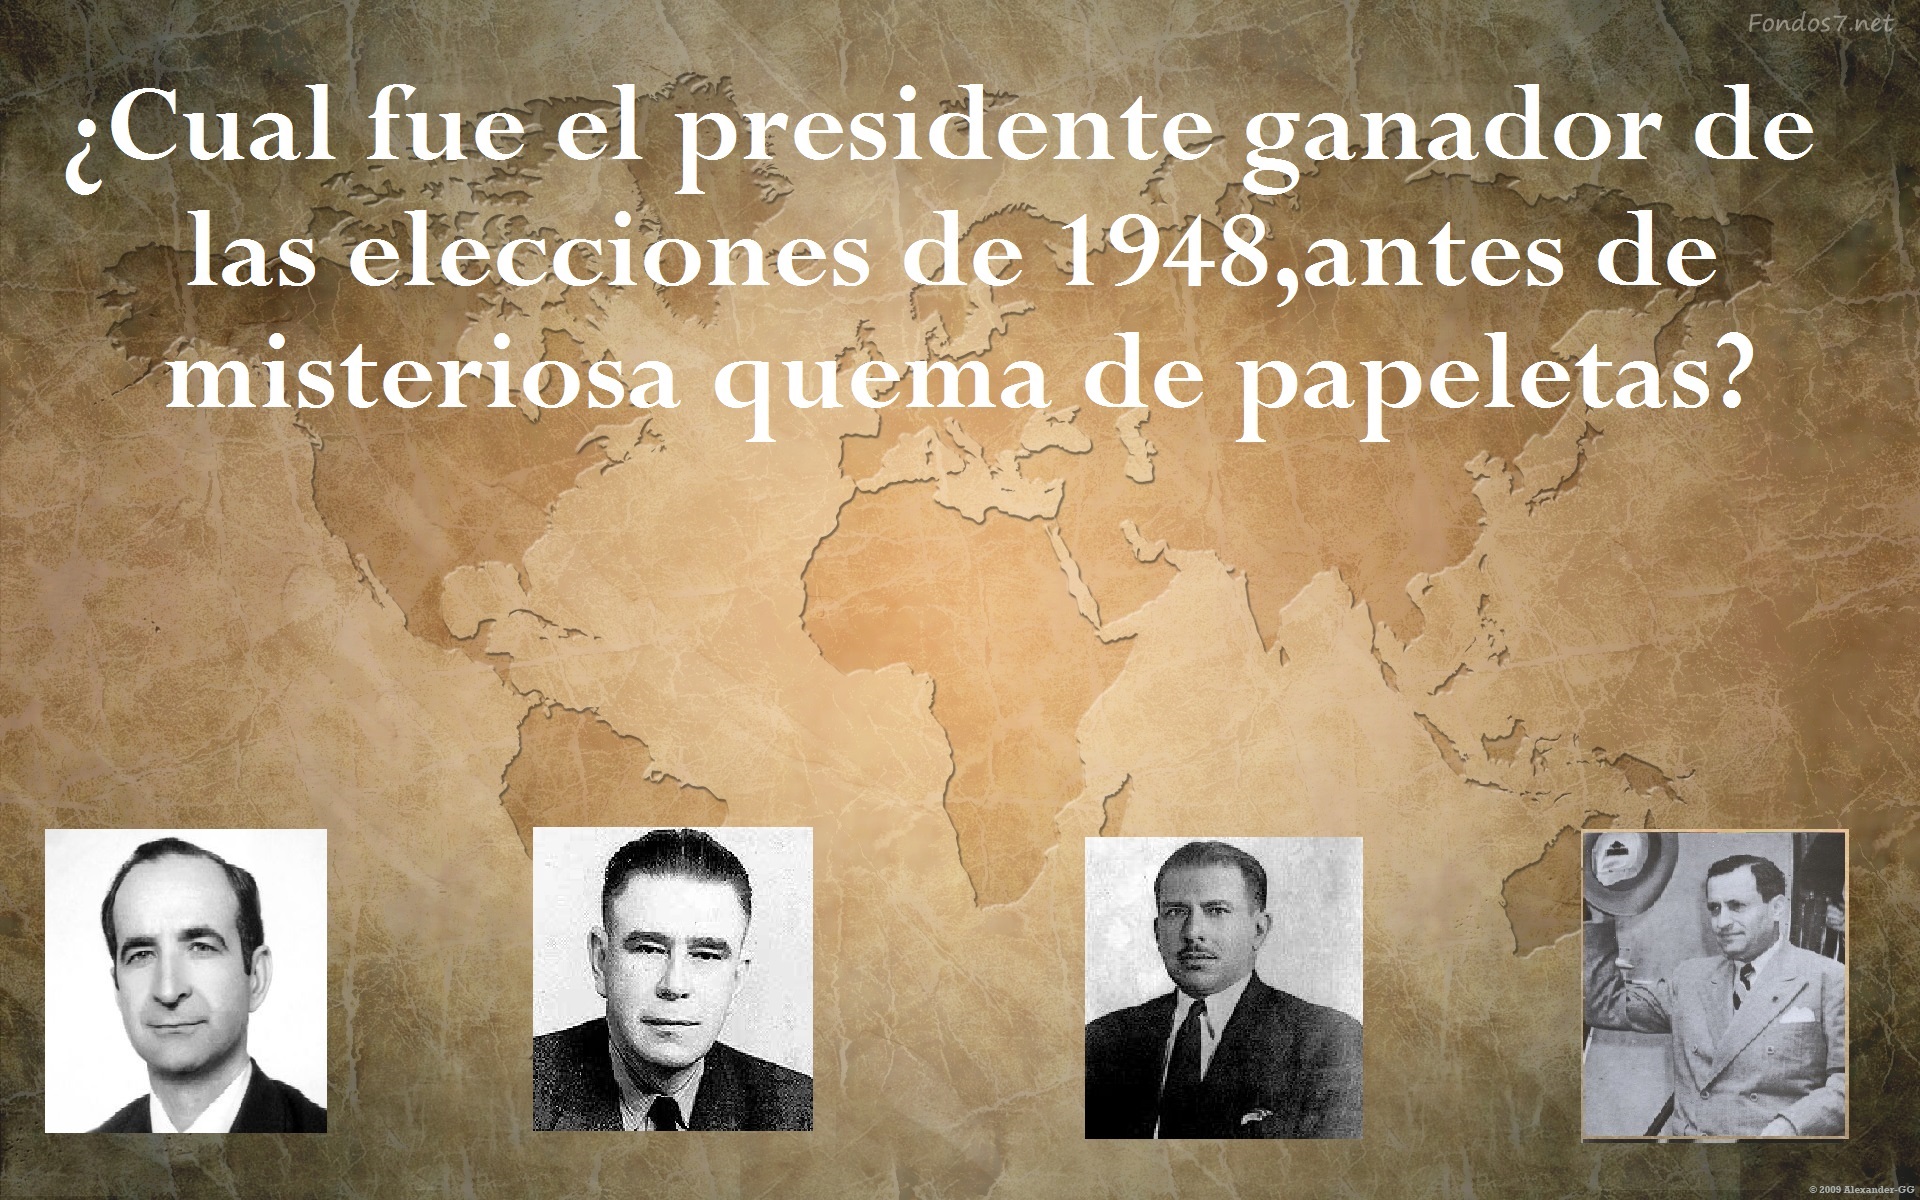 Fondos7.net
¿Cual fue el presidente ganador de
las elecciones de 1948,antes de
misteriosa quema de papeletas?
© 2009 Alexander-GG